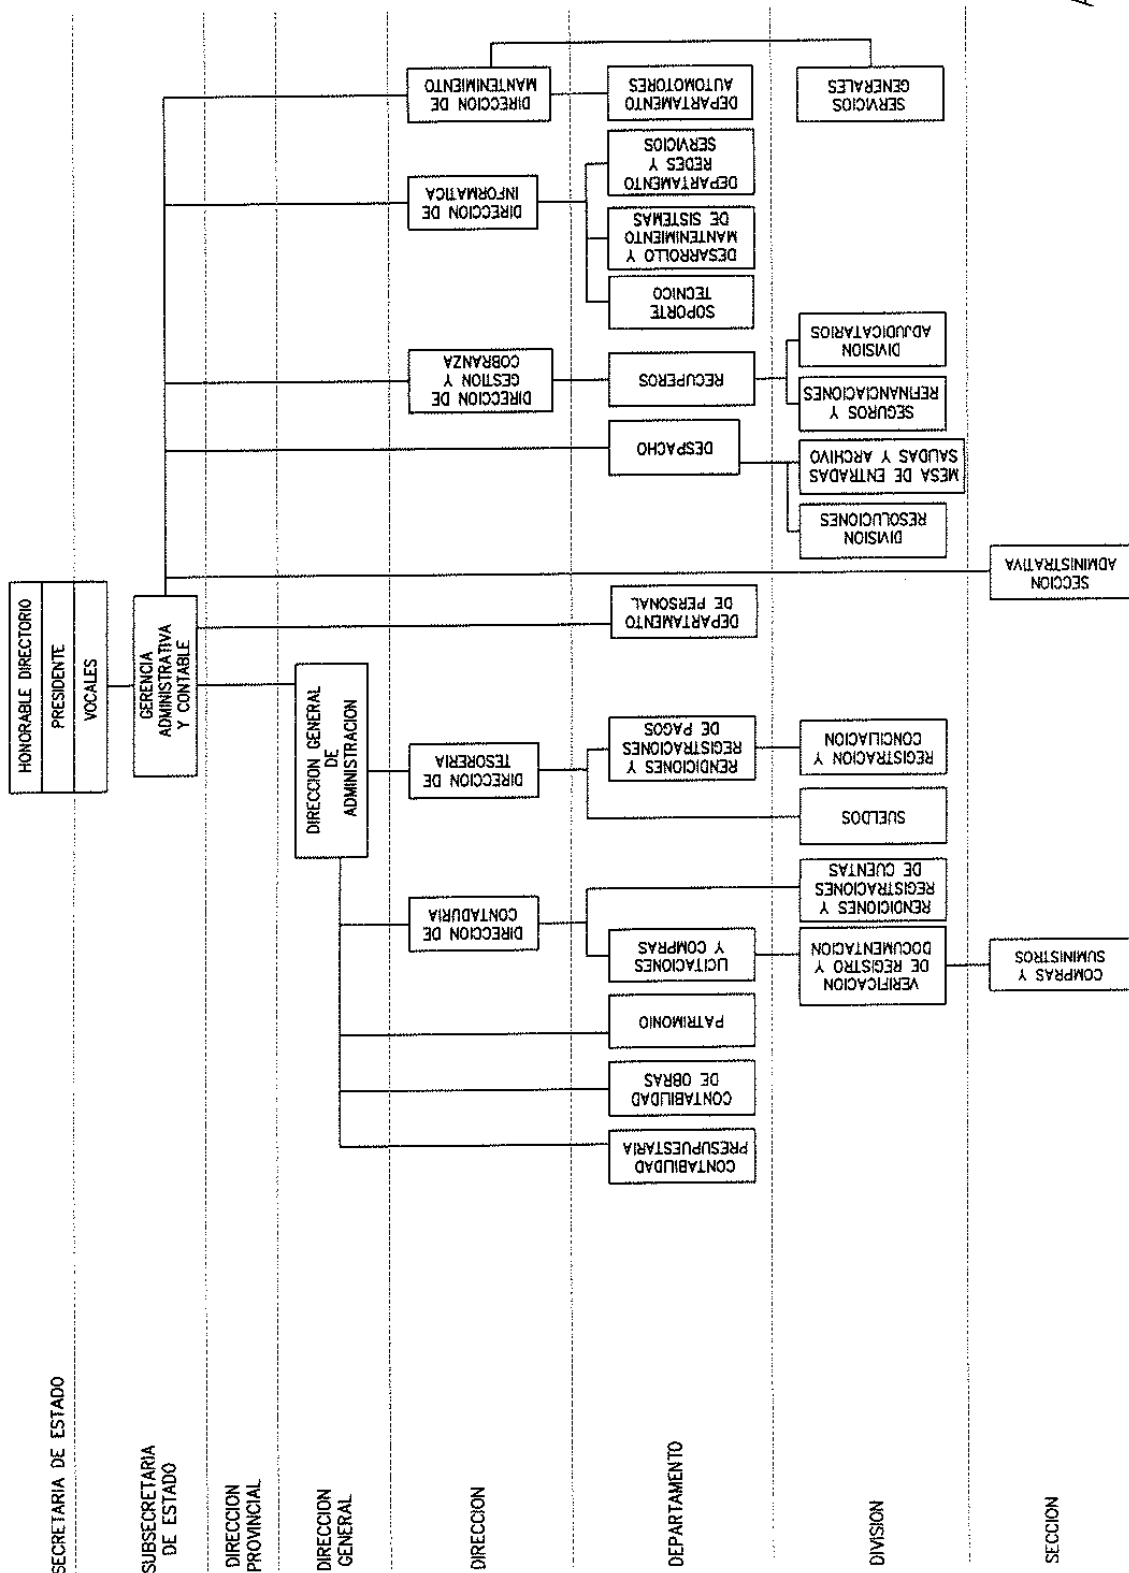 SECRETARIA DE ESTADO
HONORABLE DIRECTORIO
PRESIDENTE
VOCALES
SUBSECRETARIA
DE ESTADO
GERENCIA
ADMINISTRATIVA
Y CONTABLE
DIRECCION
PROVINCIAL
DIRECCION
GENERAL
DIRECCION GENERAL
DE
ADMINISTRACION
DIRECCION
DIRECCION DE
CONTADURIA
DIRECCION DE
TESORERIA
DIRECCION DE
GESTION Y
COBRANZA
DIRECCION DE
INFORMATICA
DIRECCION DE
MANTENIMIENTO
DEPARTAMENTO
CONTABILIDAD
PRESUPUESTARIA
CONTABILIDAD
DE OBRAS
PATRIMONIO
LICITACIONES
Y COMPRAS
RENDICIONES Y
REGISTRACIONES
DE PAGOS
DEPARTAMENTO
DE PERSONAL
DESPACHO
RECUPEROS
SOPORTE
TECNICO
DESARROLLO Y
MANTENIMIENTO
DE SISTEMAS
DEPARTAMENTO
REDES Y
SERVICIOS
DEPARTAMENTO
AUTOMOTORES
DIVISION
VERIFICACION
DE REGISTRO Y
DOCUMENTACION
RENDICIONES Y
REGISTRACIONES
DE CUENTAS
SUELDOS
REGISTRACION Y
CONCILIACION
DIVISION
RESOLUCIONES
MESA DE ENTRADAS
SAUDAS Y ARCHIVO
SEGUROS Y
REFINANCIACIONES
DIVISION
ADJUDICATARIOS
SERVICIOS
GENERALES
SECCION
COMPRAS Y
SUMINISTROS
SECCION
ADMINISTRATIVA